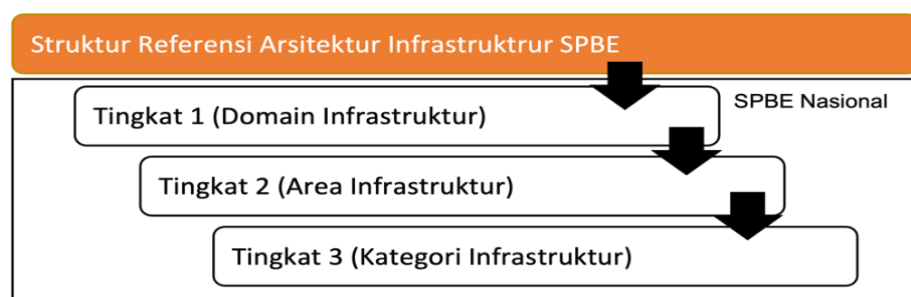 Struktur Referensi Arsitektur Infrastruktrur SPBE
SPBE Nasional
Tingkat 1 (Domain Infrastruktur)
Tingkat 2 (Area Infrastruktur)
Tingkat 3 (Kategori Infrastruktur)